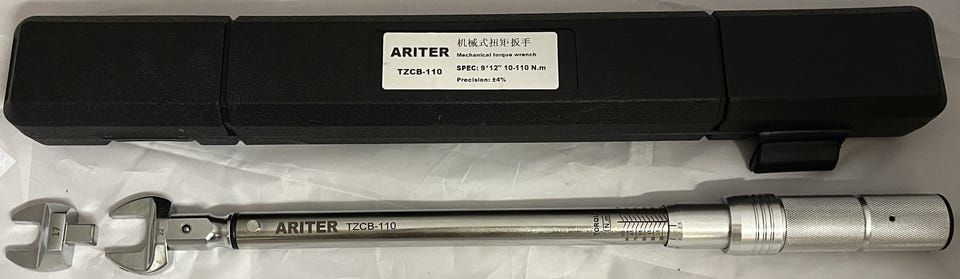 ARITER
机械式扭矩扳手
Mechanical torque wrench
TZCB-110
SPEC: 9*12" 10-110 N.m
Precision: ±4%
17
22
ARITER TZCB-110